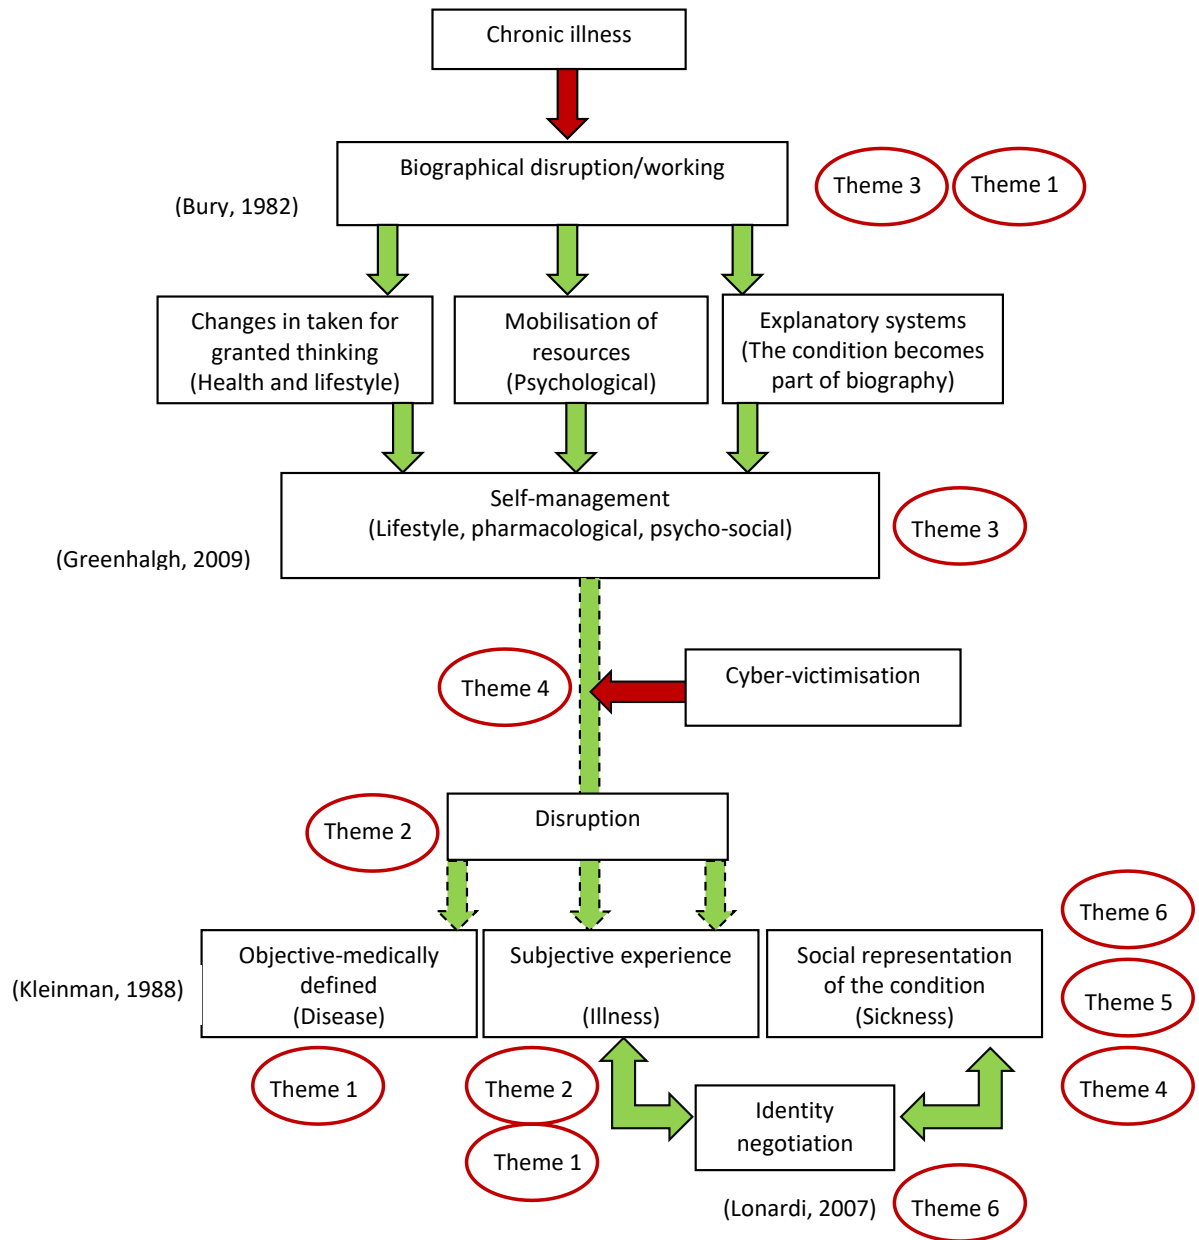 Chronic illness
Biographical disruption/working
Theme 3
Theme 1
(Bury, 1982)
Changes in taken for
granted thinking
(Health and lifestyle)
Mobilisation of
resources
(Psychological)
Explanatory systems
(The condition becomes
part of biography)
Self-management
(Lifestyle, pharmacological, psycho-social)
Theme 3
(Greenhalgh, 2009)
Theme 4
Cyber-victimisation
Theme 2
Disruption
Theme 6
(Kleinman, 1988)
Objective-medically
defined
(Disease)
Subjective experience
(Illness)
Social representation
of the condition
(Sickness)
Theme 5
Theme 1
Theme 2
Theme 4
Identity
negotiation
Theme 1
(Lonardi, 2007)
Theme 6